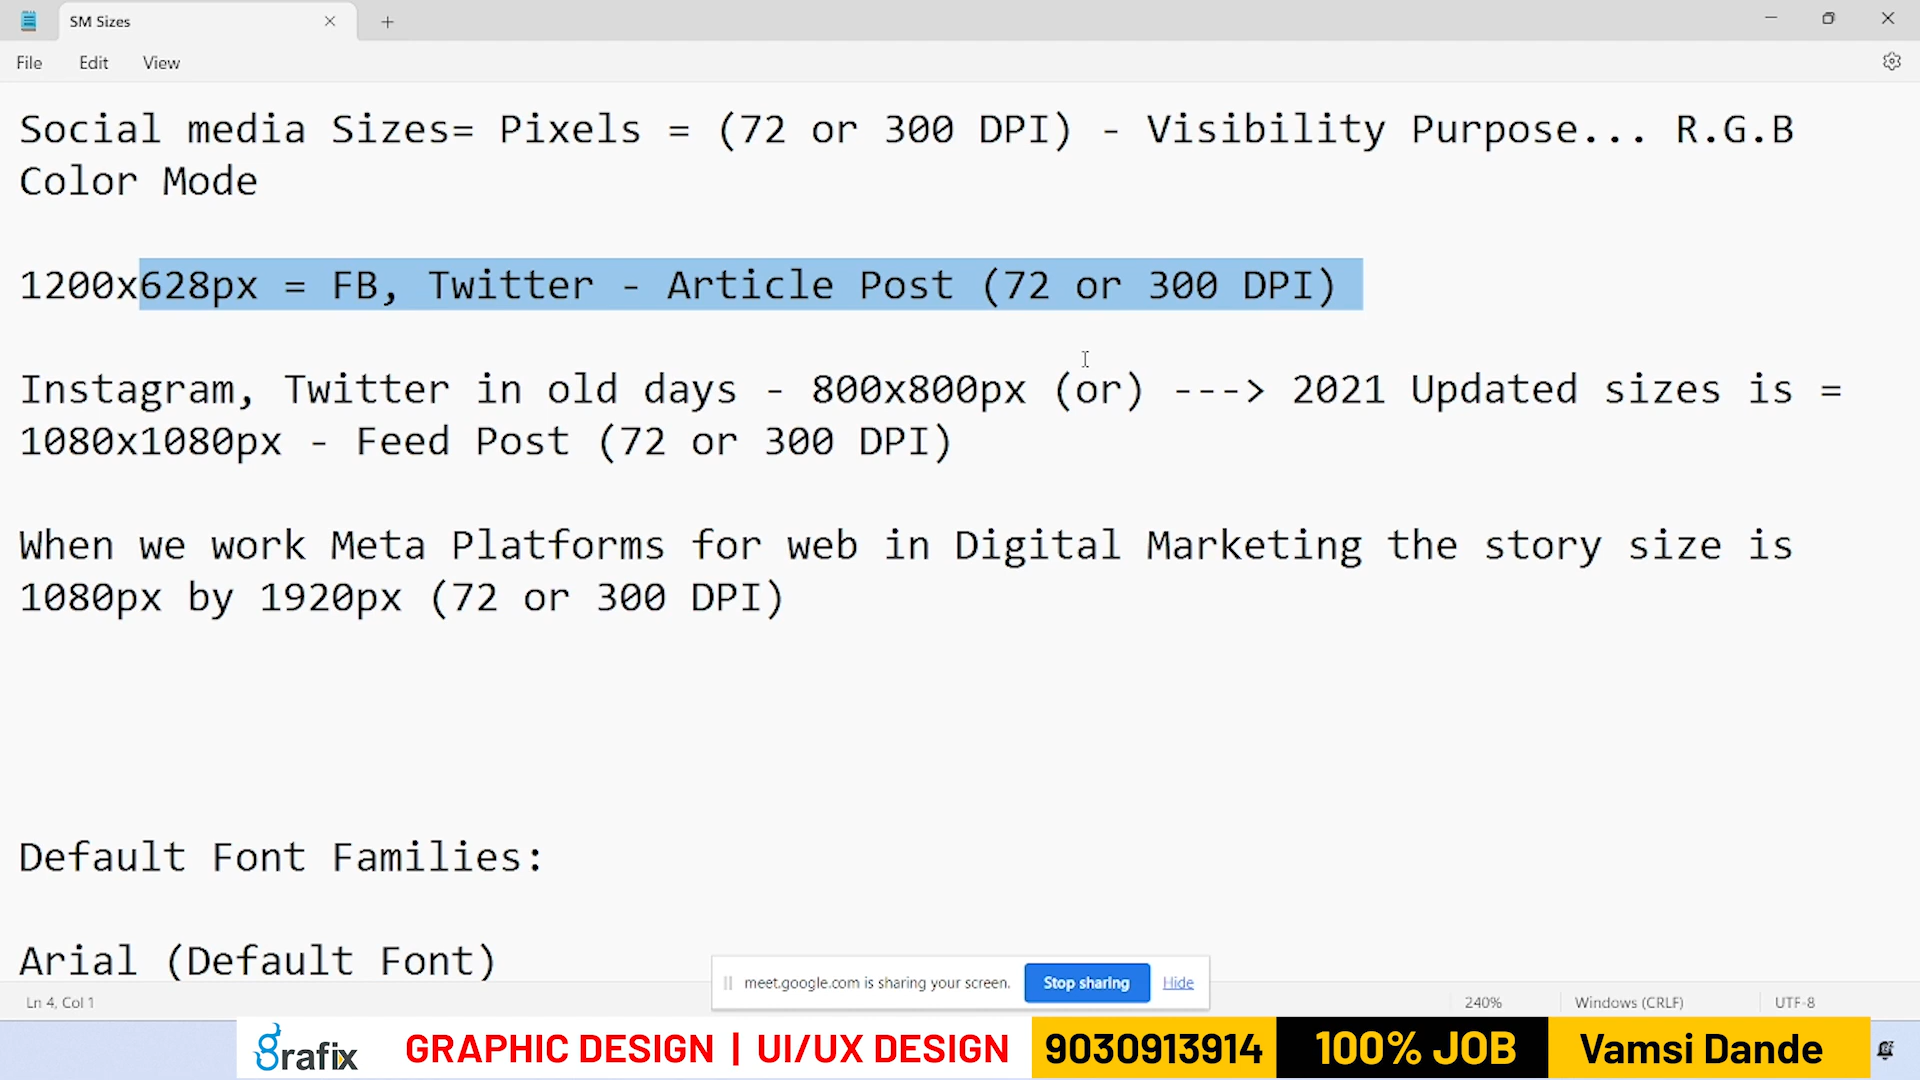 SM Sizes
File Edit View
Social media Sizes= Pixels = (72 or 300 DPI) - Visibility Purpose... R.G.B
Color Mode
1200x628px = FB, Twitter - Article Post (72 or 300 DPI)
Instagram, Twitter in old days - 800x800px (or) ---> 2021 Updated sizes is =
1080x1080px - Feed Post (72 or 300 DPI)
When we work Meta Platforms for web in Digital Marketing the story size is
1080px by 1920px (72 or 300 DPI)
Default Font Families:
Arial (Default Font)
meet.google.com is sharing your screen. Stop sharing Hide
Ln 4, Col 1 240% Windows (CRLF) UTF-8
Grafix GRAPHIC DESIGN | UI/UX DESIGN 9030913914 100% JOB Vamsi Dande